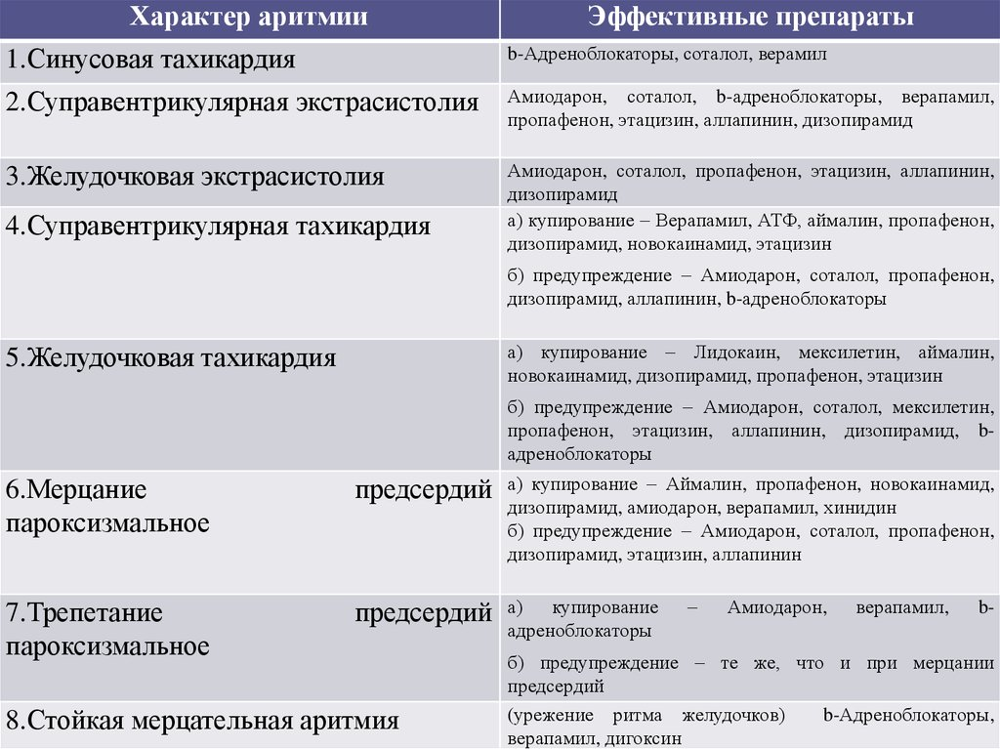 Характер аритмии
Эффективные препараты
1.Синусовая тахикардия
b-Адреноблокаторы, соталол, верамил
2.Суправентрикулярная экстрасистолия
Амиодарон, соталол, b-адреноблокаторы, верапамил,
пропафенон, этацизин, аллапинин, дизопирамид
3.Желудочковая экстрасистолия
Амиодарон, соталол, пропафенон, этацизин, аллапинин,
дизопирамид
4.Суправентрикулярная тахикардия
а) купирование – Верапамил, АТФ, аймалин, пропафенон,
дизопирамид, новокаинамид, этацизин
б) предупреждение – Амиодарон, соталол, пропафенон,
дизопирамид, аллапинин, b-адреноблокаторы
5.Желудочковая тахикардия
а) купирование – Лидокаин, мексилетин, аймалин,
новокаинамид, дизопирамид, пропафенон, этацизин
б) предупреждение – Амиодарон, соталол, мексилетин,
пропафенон, этацизин, аллапинин, дизопирамид, b-
адреноблокаторы
6.Мерцание предсердий
пароксизмальное
а) купирование – Аймалин, пропафенон, новокаинамид,
дизопирамид, амиодарон, верапамил, хинидин
б) предупреждение – Амиодарон, соталол, пропафенон,
дизопирамид, этацизин, аллапинин
7.Трепетание предсердий
пароксизмальное
а) купирование – Амиодарон, верапамил, b-
адреноблокаторы
б) предупреждение – те же, что и при мерцании
предсердий
8.Стойкая мерцательная аритмия
(урежение ритма желудочков) b-Адреноблокаторы,
верапамил, дигоксин